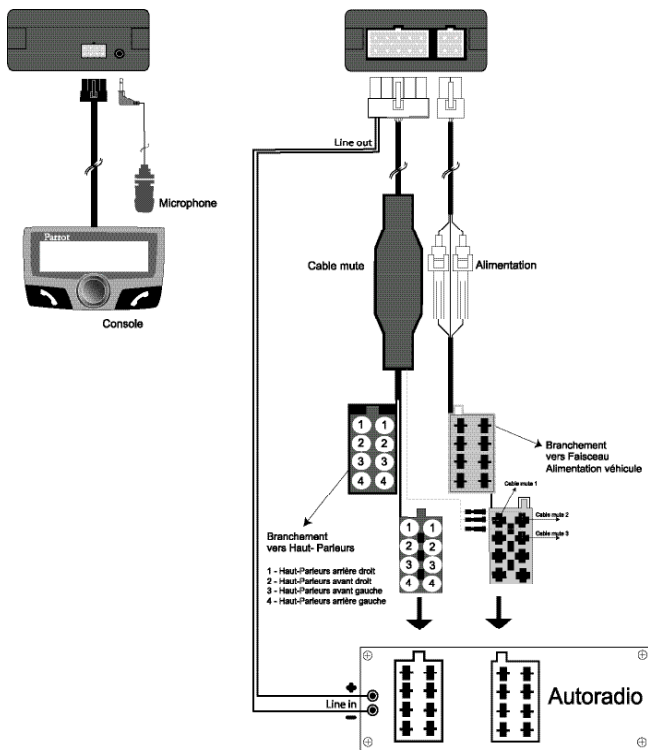 Line out
Microphone
Parrot
Console
Cable mute
Alimentation
1 1
2 2
3 3
4 4
Branchement
vers Faisceau
Alimentation véhicule
Cable mute 1
Cable mute 2
Cable mute 3
Branchement
vers Haut- Parleurs
1 - Haut-Parleurs arrière droit
2 - Haut-Parleurs avant droit
3 - Haut-Parleurs avant gauche
4 - Haut-Parleurs arrière gauche
1 1
2 2
3 3
4 4
+
Line in
–
Autoradio